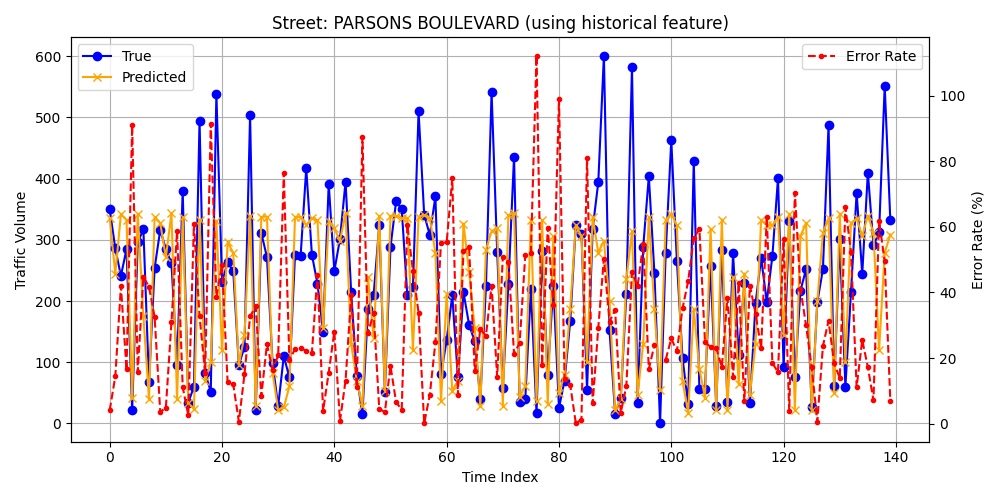 Street: PARSONS BOULEVARD (using historical feature)
True
Predicted
Error Rate
Traffic Volume
600
500
400
300
200
100
0
Error Rate (%)
100
80
60
40
20
0
0 20 40 60 80 100 120 140
Time Index